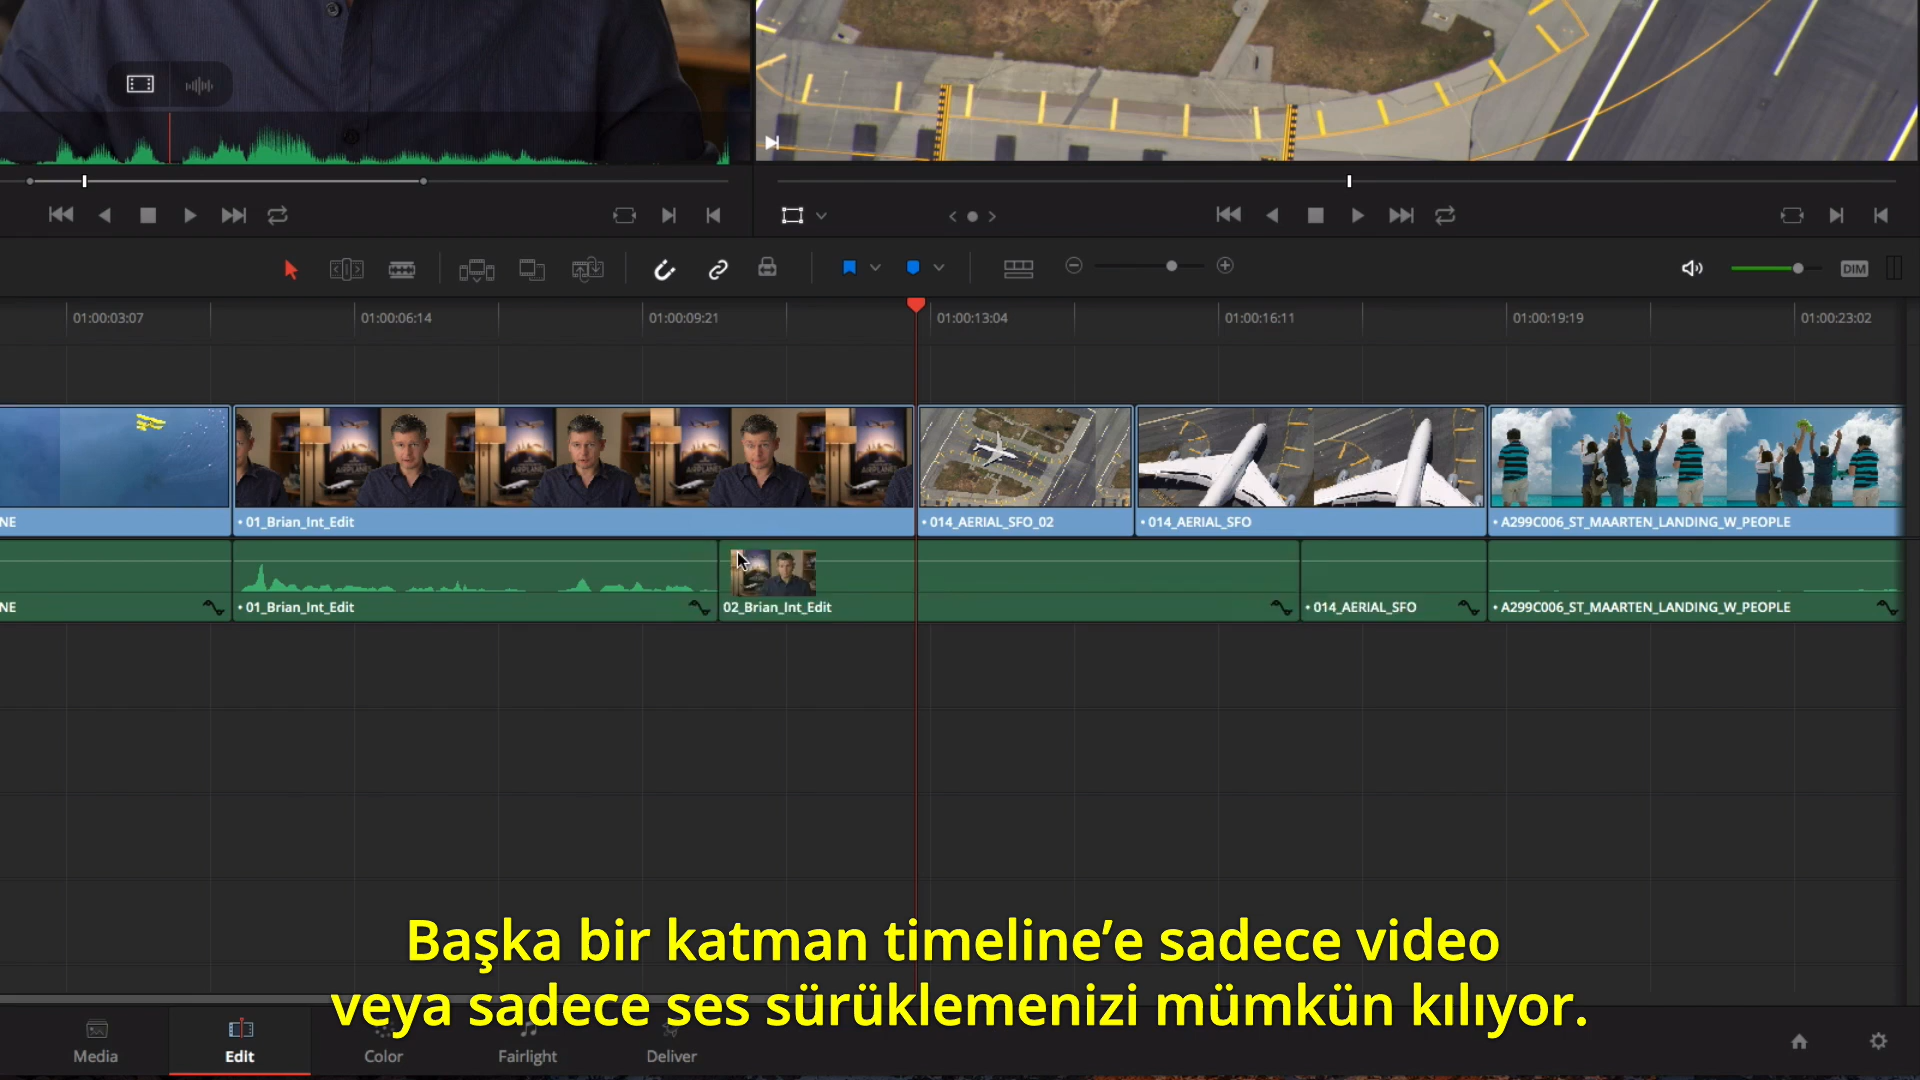 DIM
01:00:03:07
01:00:06:14
01:00:09:21
01:00:13:04
01:00:16:11
01:00:19:19
01:00:23:02
NE
• 01_Brian_Int_Edit
• 014_AERIAL_SFO_02
• 014_AERIAL_SFO
• A299C006_ST_MAARTEN_LANDING_W_PEOPLE
NE
• 01_Brian_Int_Edit
02_Brian_Int_Edit
• 014_AERIAL_SFO
• A299C006_ST_MAARTEN_LANDING_W_PEOPLE
Başka bir katman timeline’e sadece video
veya sadece ses sürüklemenizi mümkün kılıyor.
Media
Edit
Color
Fairlight
Deliver